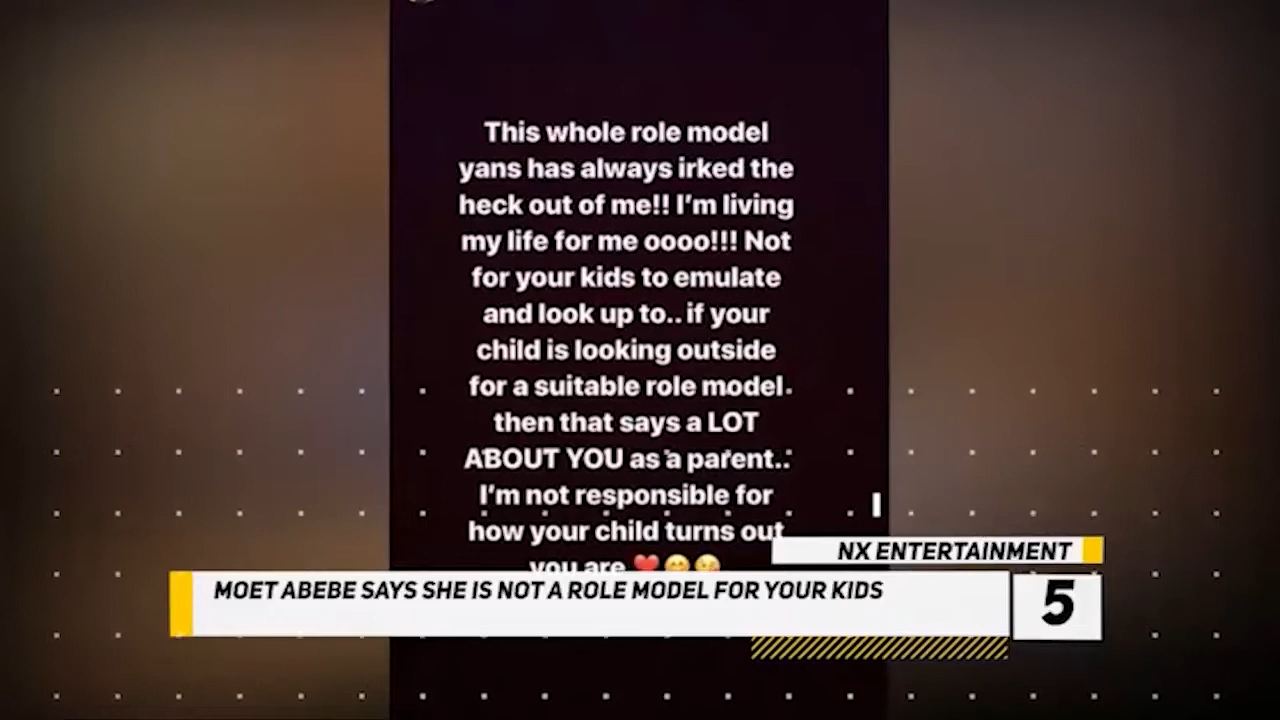 This whole role model
yans has always irked the
heck out of me!! I'm living
my life for me oooo!!! Not
for your kids to emulate
and look up to.. if your
child is looking outside
for a suitable role model
then that says a LOT
ABOUT YOU as a parent..
I'm not responsible for
how your child turns out
you are ❤️😊😉
NX ENTERTAINMENT
MOET ABEBE SAYS SHE IS NOT A ROLE MODEL FOR YOUR KIDS
5